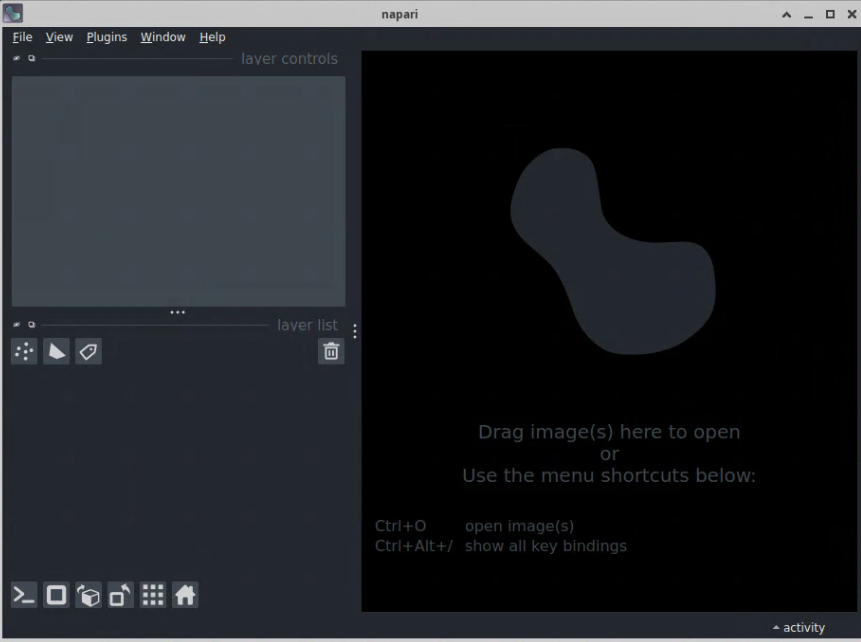 napari
File View Plugins Window Help
layer controls
layer list
Drag image(s) here to open
or
Use the menu shortcuts below:
Ctrl+O open image(s)
Ctrl+Alt+/ show all key bindings
activity